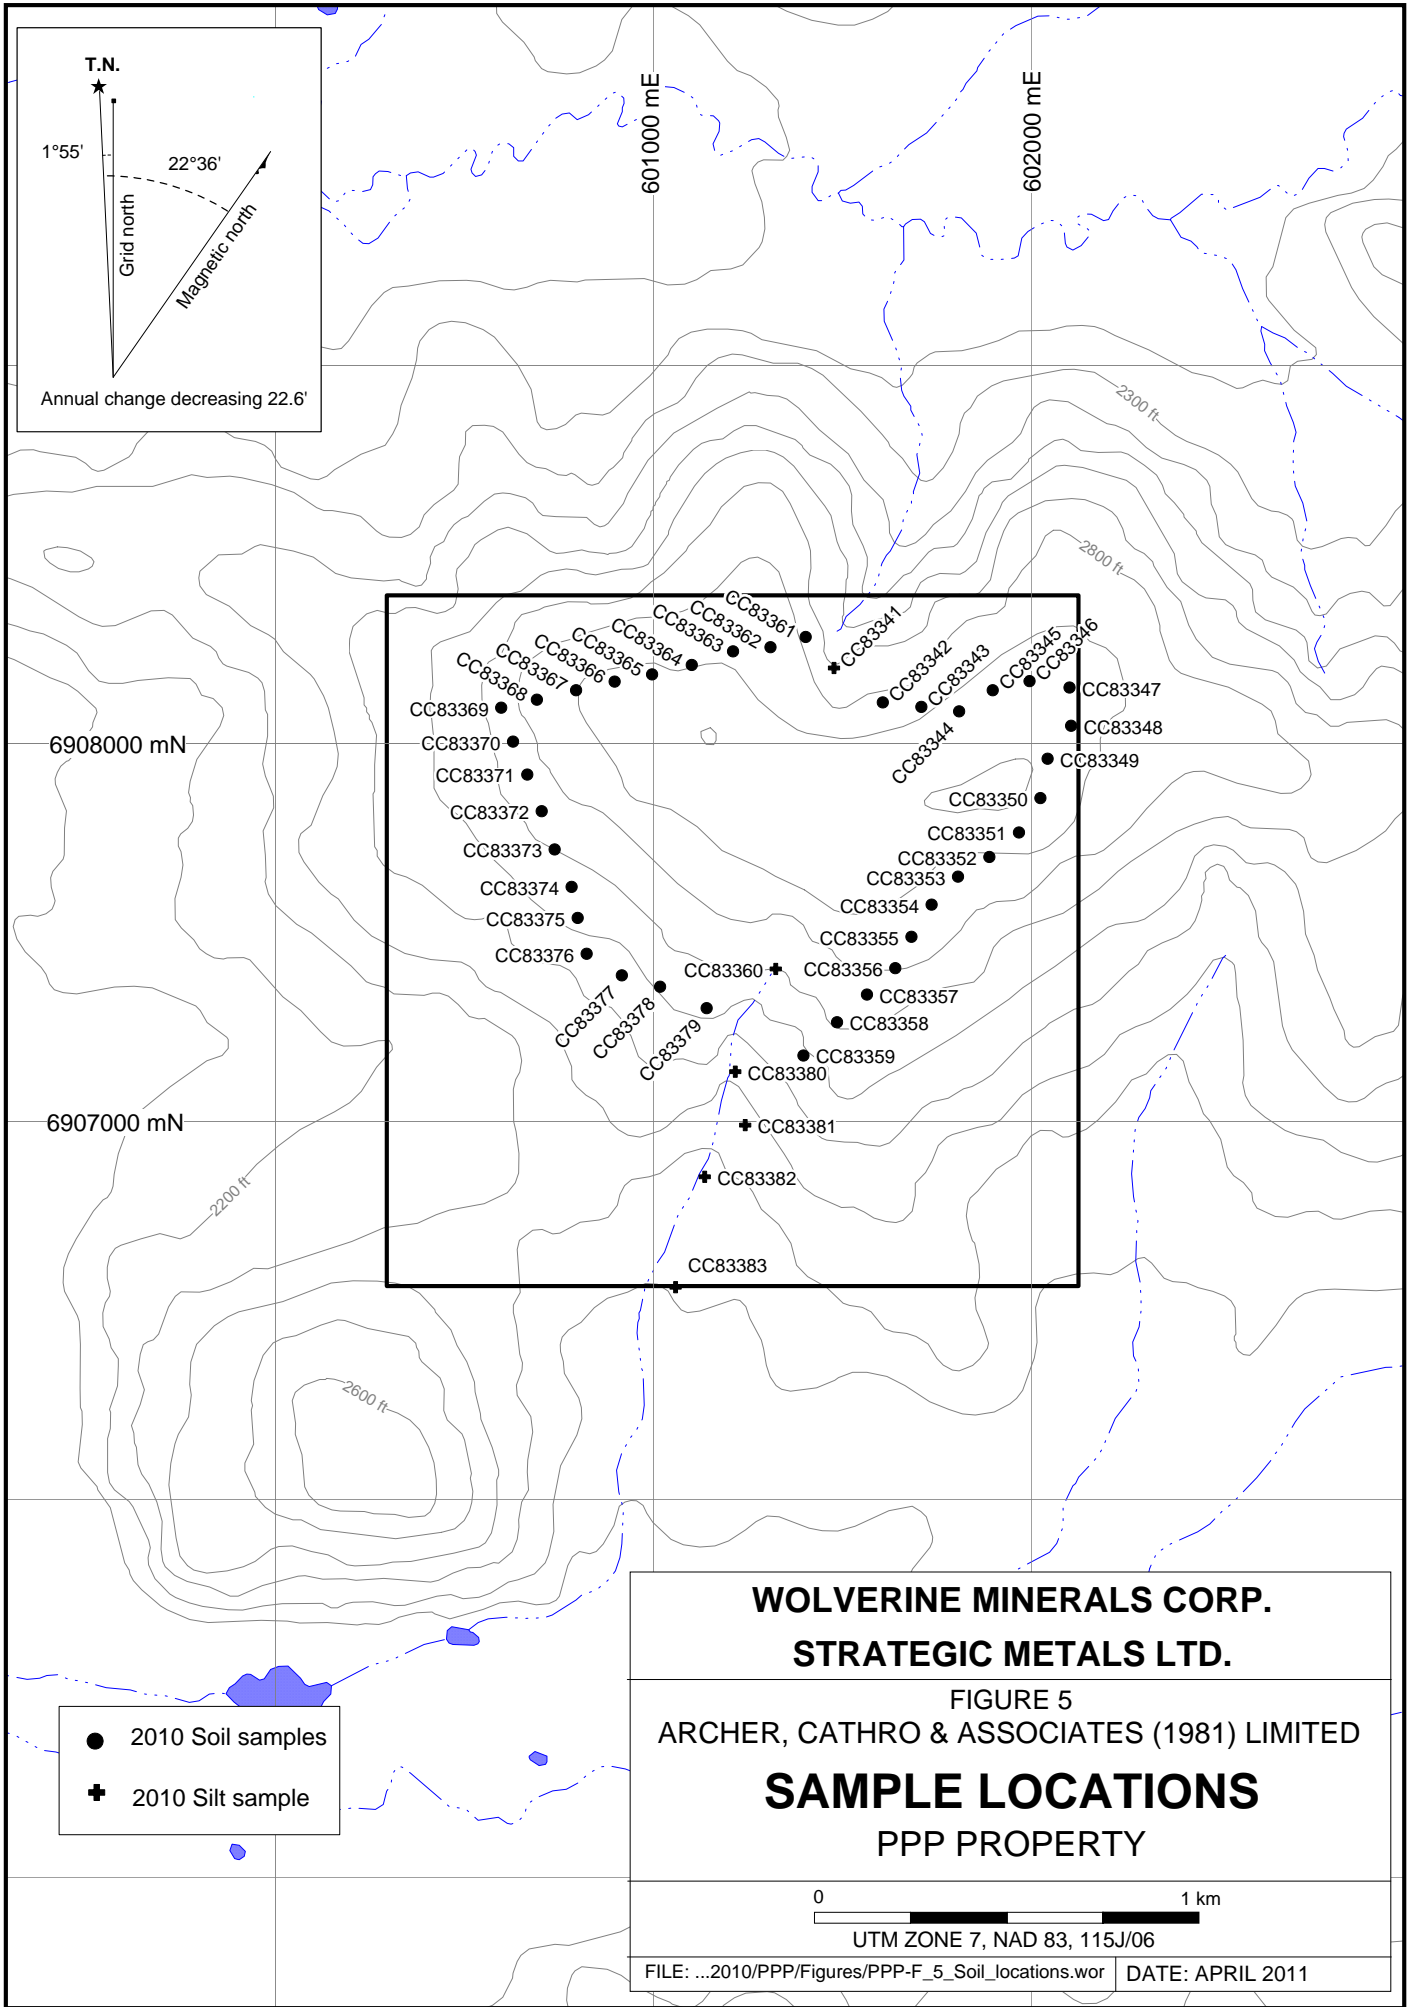 T.N.
1°55'
22°36'
Grid north
Magnetic north
Annual change decreasing 22.6'
601000 mE
602000 mE
2300 ft
2800 ft
CC83361
CC83362
CC83363
CC83364
CC83365
CC83366
CC83367
CC83368
CC83369
CC83341
CC83342
CC83343
CC83344
CC83345
CC83346
CC83347
CC83348
CC83349
6908000 mN
CC83370
CC83371
CC83372
CC83373
CC83374
CC83375
CC83376
CC83377
CC83378
CC83379
CC83350
CC83351
CC83352
CC83353
CC83354
CC83355
CC83356
CC83357
CC83358
CC83359
CC83360
CC83380
6907000 mN
CC83381
CC83382
CC83383
2200 ft
2600 ft
2010 Soil samples
2010 Silt sample
WOLVERINE MINERALS CORP.
STRATEGIC METALS LTD.
FIGURE 5
ARCHER, CATHRO & ASSOCIATES (1981) LIMITED
SAMPLE LOCATIONS
PPP PROPERTY
0 1 km
UTM ZONE 7, NAD 83, 115J/06
FILE: ...2010/PPP/Figures/PPP-F_5_Soil_locations.wor
DATE: APRIL 2011